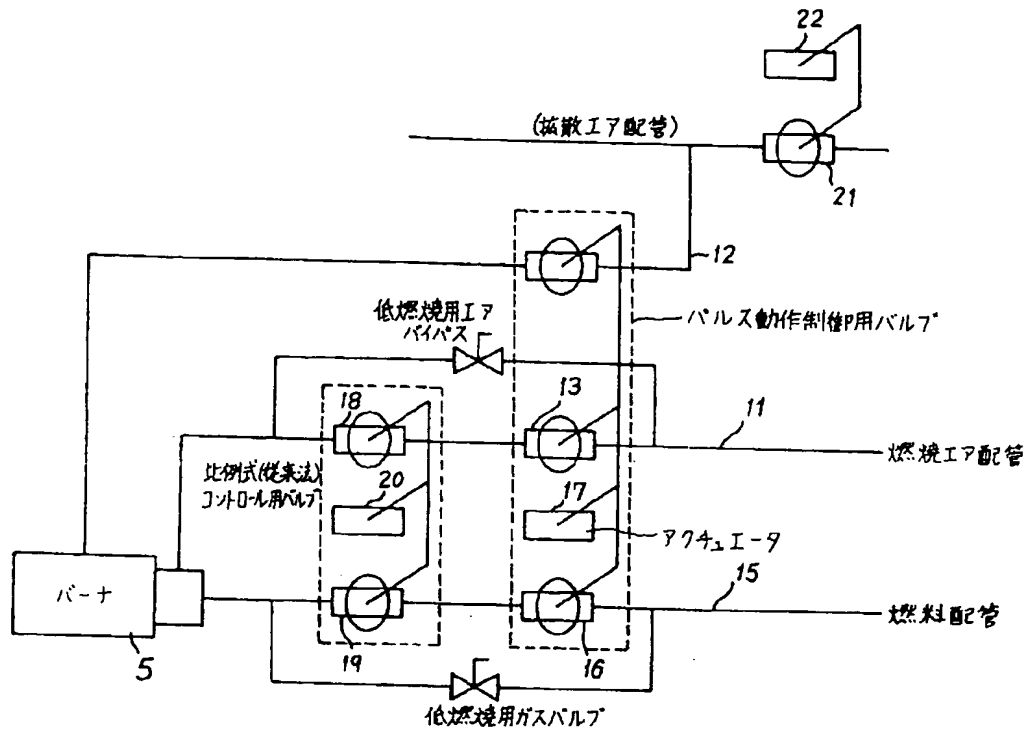 22
(拡散エア配管)
21
12
低燃焼用エア
バイパス
パルス動作制御用バルブ
18
13
11
燃焼エア配管
比例式(従来法)
コントロール用バルブ
20
17
アクチュエータ
15
バーナ
燃料配管
5
19
16
低燃焼用ガスバルブ